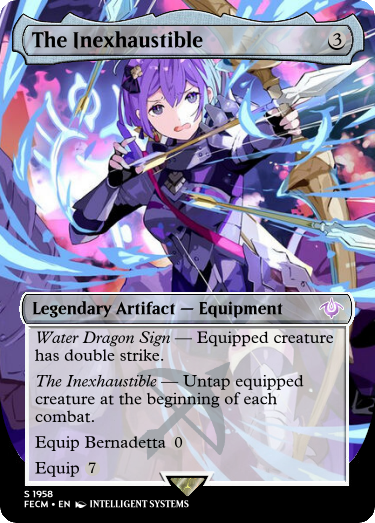 The Inexhaustible 3
Legendary Artifact — Equipment
Water Dragon Sign — Equipped creature
has double strike.
The Inexhaustible — Untap equipped
creature at the beginning of each
combat.
Equip Bernadetta 0
Equip 7
S 1958
FECM • EN INTELLIGENT SYSTEMS